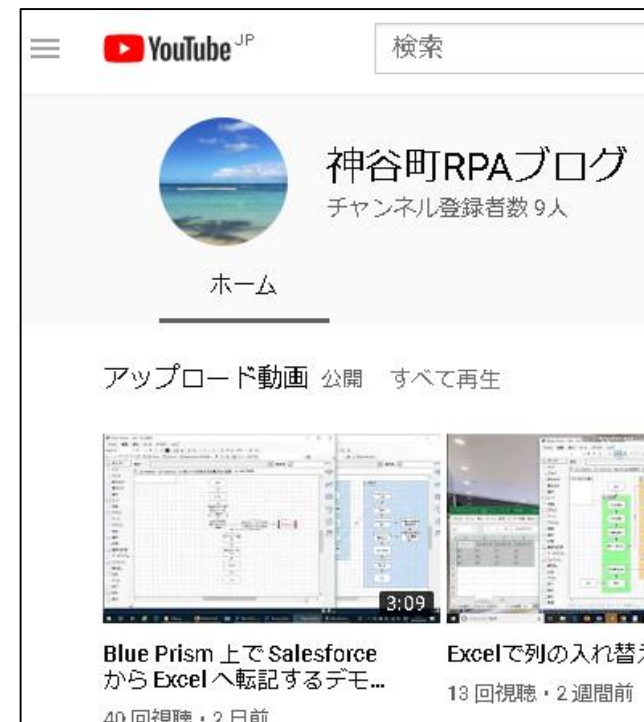 YouTube JP
検索
神谷町RPAブログ
チャンネル登録者数 9人
ホーム
アップロード動画 公開 すべて再生
3:09
Blue Prism 上で Salesforce
から Excel へ転記するデモ...
40 回視聴・2 日前
Excelで列の入れ替え
13 回視聴・2 週間前